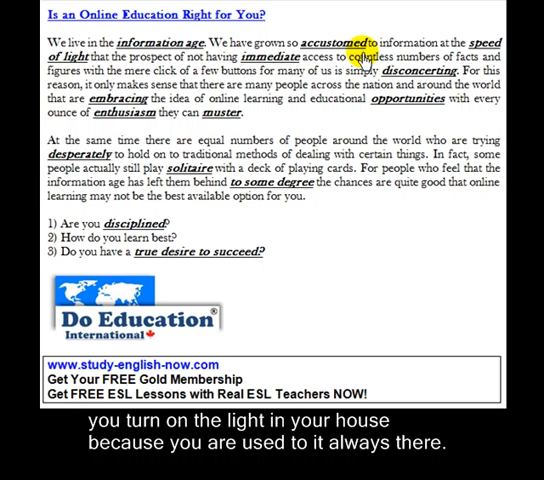 Is an Online Education Right for You?
We live in the information age. We have grown so accustomed to information at the speed
of light that the prospect of not having immediate access to countless numbers of facts and
figures with the mere click of a few buttons for many of us is simply disconcerting. For this
reason, it only makes sense that there are many people across the nation and around the world
that are embracing the idea of online learning and educational opportunities with every
ounce of enthusiasm they can muster.
At the same time there are equal numbers of people around the world who are trying
desperately to hold on to traditional methods of dealing with certain things. In fact, some
people actually still play solitaire with a deck of playing cards. For people who feel that the
information age has left them behind to some degree the chances are quite good that online
learning may not be the best available option for you.
1) Are you disciplined?
2) How do you learn best?
3) Do you have a true desire to succeed?
Do Education®
International
www.study-english-now.com
Get Your FREE Gold Membership
Get FREE ESL Lessons with Real ESL Teachers NOW!
you turn on the light in your house
because you are used to it always there.